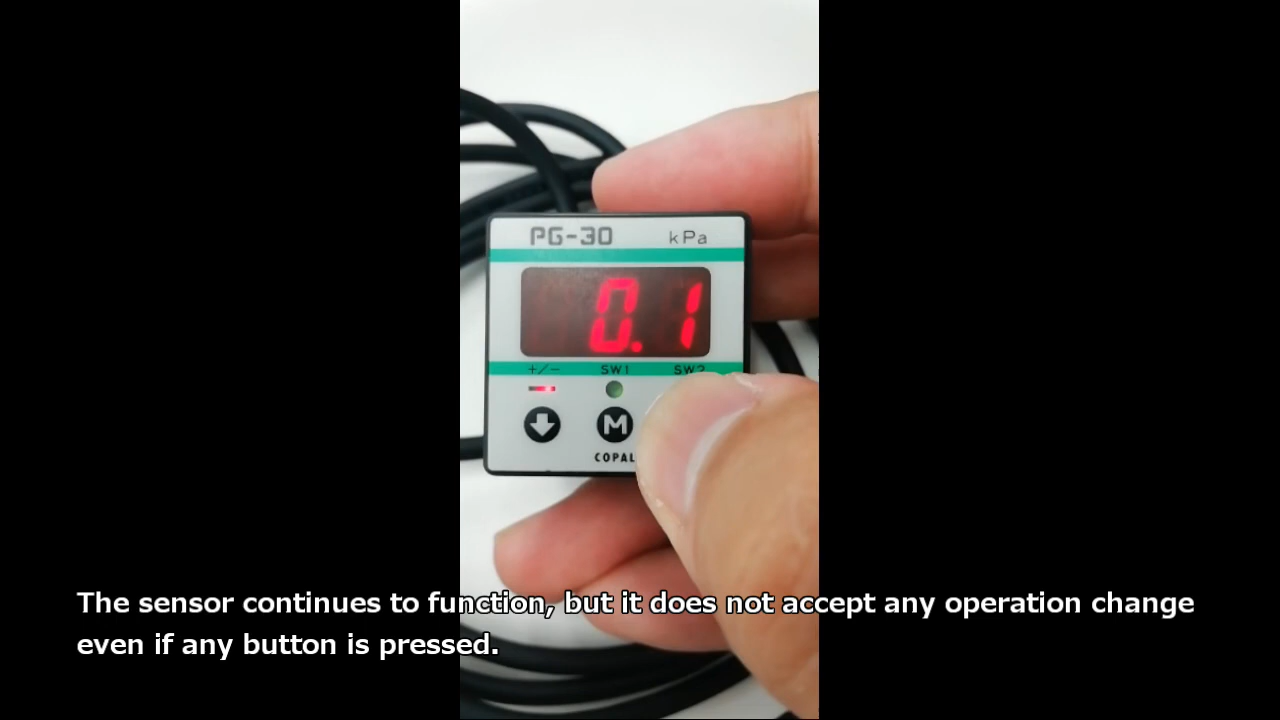 PG-30 kPa
0.1
+/− SW1 SW2
M
COPAL
The sensor continues to function, but it does not accept any operation change
even if any button is pressed.